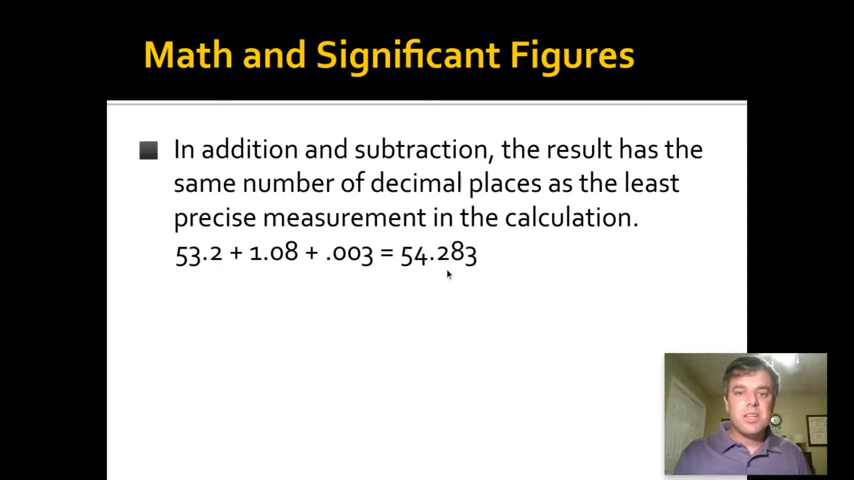 Math and Significant Figures
In addition and subtraction, the result has the
same number of decimal places as the least
precise measurement in the calculation.
53.2 + 1.08 + .003 = 54.283